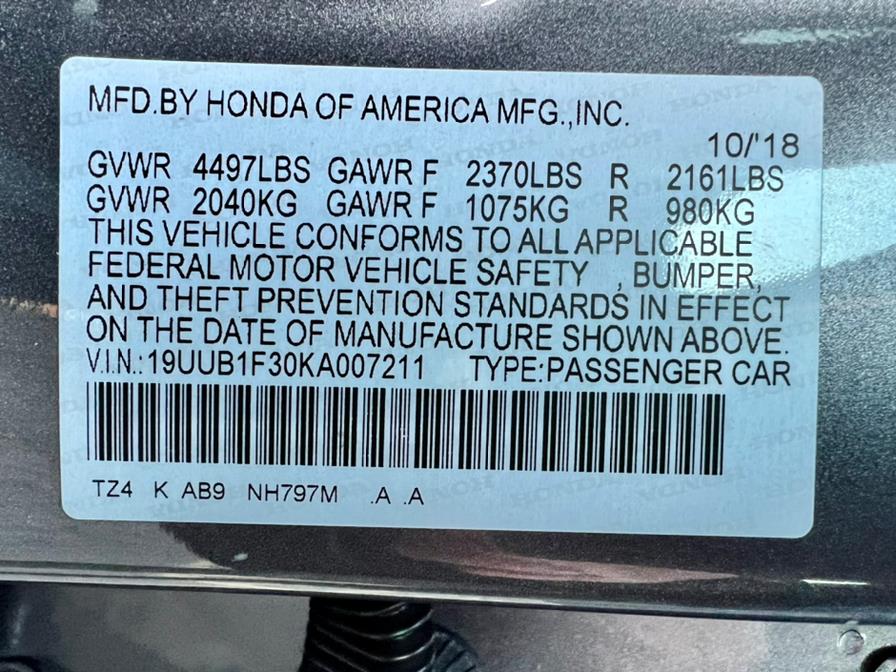 MFD.BY HONDA OF AMERICA MFG.,INC.
10/'18
GVWR 4497LBS GAWR F 2370LBS R 2161LBS
GVWR 2040KG GAWR F 1075KG R 980KG
THIS VEHICLE CONFORMS TO ALL APPLICABLE
FEDERAL MOTOR VEHICLE SAFETY , BUMPER,
AND THEFT PREVENTION STANDARDS IN EFFECT
ON THE DATE OF MANUFACTURE SHOWN ABOVE.
V.I.N.:19UUB1F30KA007211 TYPE:PASSENGER CAR
TZ4 K AB9 NH797M .A .A